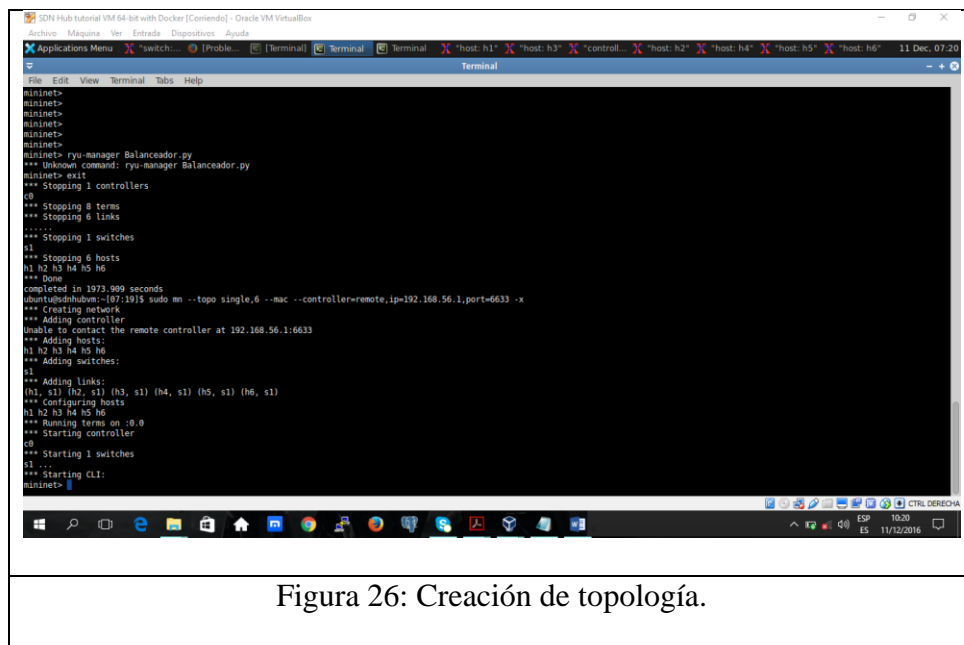 SDN Hub tutorial VM 64-bit with Docker [Corriendo] - Oracle VM VirtualBox
Archivo Máquina Ver Entrada Dispositivos Ayuda
Applications Menu "switch:... [Proble... [Terminal] Terminal Terminal "host: h1" "host: h3" "controll... "host: h2" "host: h4" "host: h5" "host: h6" 11 Dec, 07:20
Terminal
File Edit View Terminal Tabs Help
mininet>
mininet>
mininet>
mininet>
mininet>
mininet> ryu-manager Balanceador.py
*** Unknown command: ryu-manager Balanceador.py
mininet> exit
*** Stopping 1 controllers
c0
*** Stopping 8 terms
*** Stopping 6 links
......
*** Stopping 1 switches
s1
*** Stopping 6 hosts
h1 h2 h3 h4 h5 h6
*** Done
completed in 1973.909 seconds
ubuntu@sdnhubvm:~[07:19]$ sudo mn --topo single,6 --mac --controller=remote,ip=192.168.56.1,port=6633 -x
*** Creating network
*** Adding controller
Unable to contact the remote controller at 192.168.56.1:6633
*** Adding hosts:
h1 h2 h3 h4 h5 h6
*** Adding switches:
s1
*** Adding links:
(h1, s1) (h2, s1) (h3, s1) (h4, s1) (h5, s1) (h6, s1)
*** Configuring hosts
h1 h2 h3 h4 h5 h6
*** Running terms on :0.0
*** Starting controller
c0
*** Starting 1 switches
s1 ...
*** Starting CLI:
mininet>
CTRL DERECHA
ESP 10:20
ES 11/12/2016
Figura 26: Creación de topología.